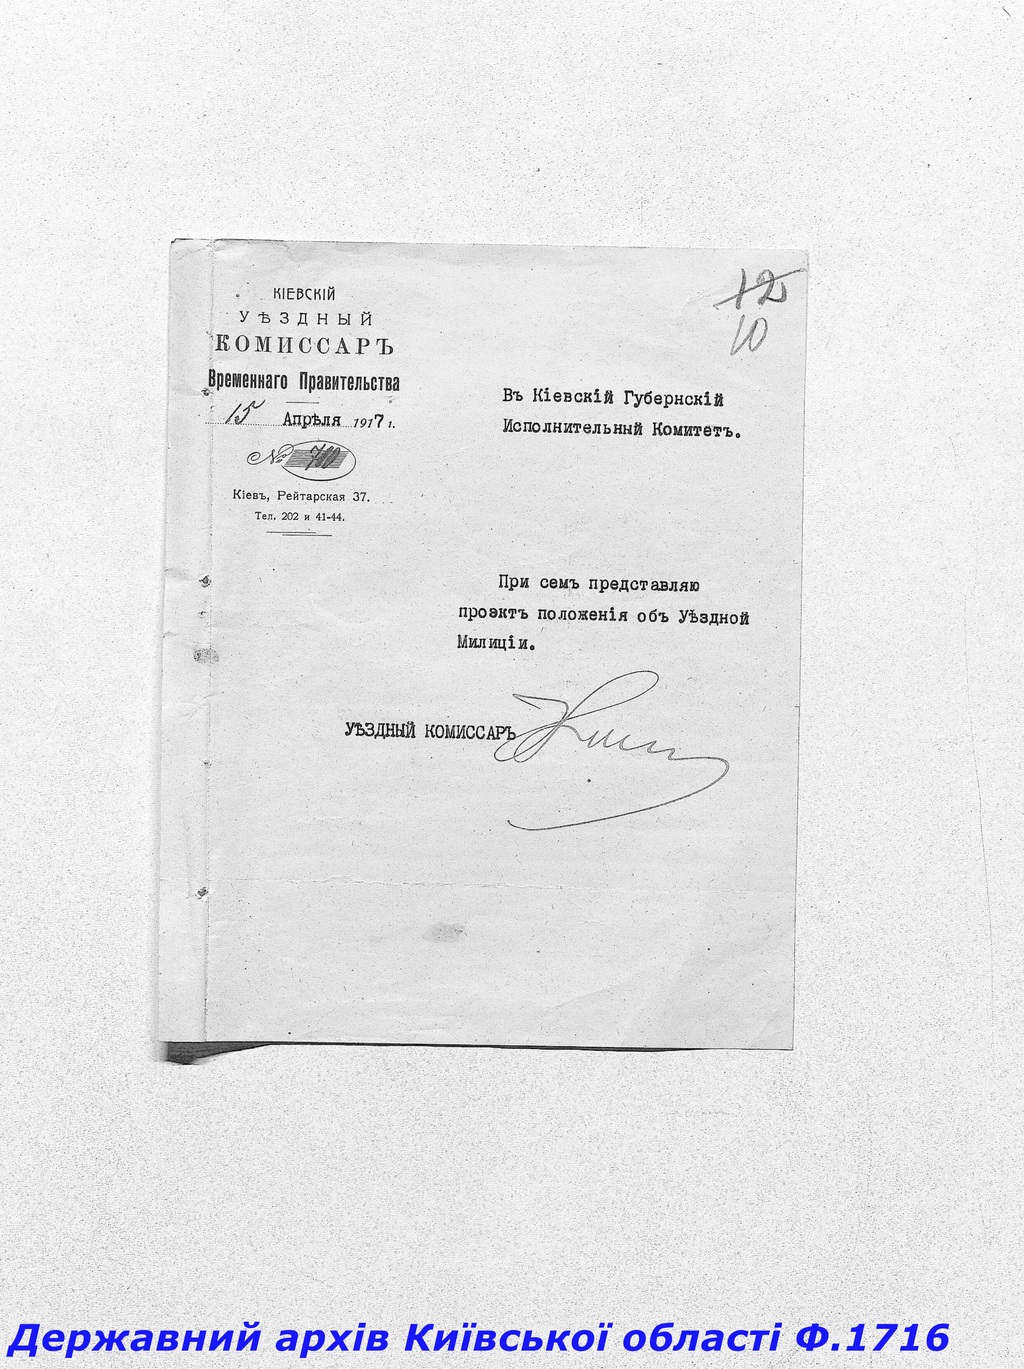 12
10
КІЕВСКІЙ
УѢЗДНЫЙ
КОМИССАРЪ
Временнаго Правительства
15 Апрѣля 1917 г.
№ 700
Кіевъ, Рейтарская 37.
Тел. 202 и 41-44.
Въ Кіевскій Губернскій
Исполнительный Комитетъ.
При семъ представляю
проэктъ положенія объ Уѣздной
Милиціи.
УѢЗДНЫЙ КОМИССАРЪ
Державний архів Київської області Ф.1716